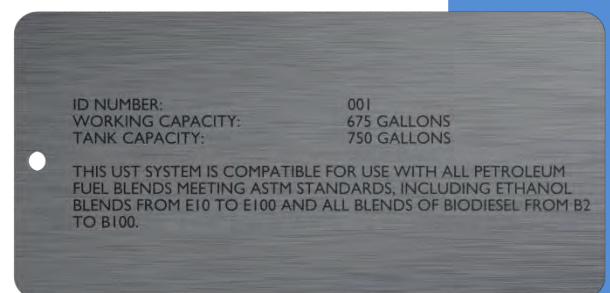 ID NUMBER: 001
WORKING CAPACITY: 675 GALLONS
TANK CAPACITY: 750 GALLONS
THIS UST SYSTEM IS COMPATIBLE FOR USE WITH ALL PETROLEUM
FUEL BLENDS MEETING ASTM STANDARDS, INCLUDING ETHANOL
BLENDS FROM E10 TO E100 AND ALL BLENDS OF BIODIESEL FROM B2
TO B100.